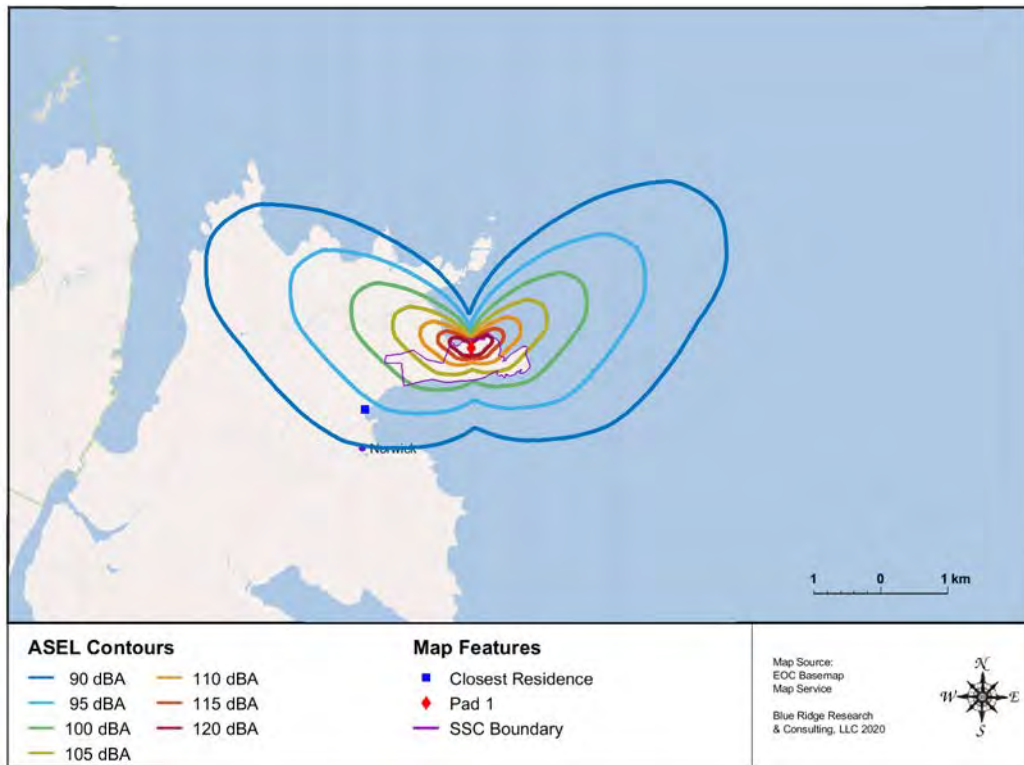 Norwick
1 0 1 km
ASEL Contours
90 dBA
95 dBA
100 dBA
105 dBA
110 dBA
115 dBA
120 dBA
Map Features
Closest Residence
Pad 1
SSC Boundary
Map Source:
EOC Basemap
Map Service
Blue Ridge Research
& Consulting, LLC 2020
N
W E
S